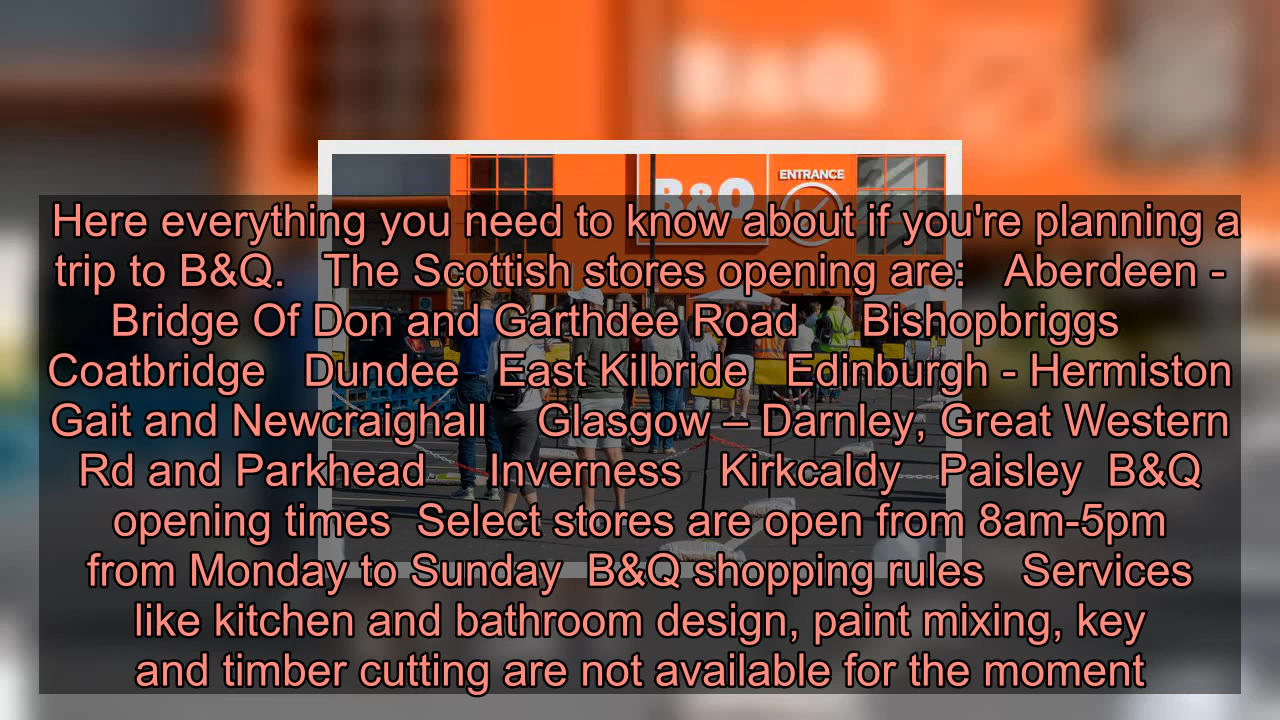 B&Q
ENTRANCE
B&Q
Here everything you need to know about if you're planning a
trip to B&Q.   The Scottish stores opening are:   Aberdeen -
Bridge Of Don and Garthdee Road     Bishopbriggs
Coatbridge   Dundee   East Kilbride   Edinburgh - Hermiston
Gait and Newcraighall    Glasgow – Darnley, Great Western
Rd and Parkhead     Inverness   Kirkcaldy   Paisley  B&Q
opening times  Select stores are open from 8am-5pm
from Monday to Sunday  B&Q shopping rules   Services
like kitchen and bathroom design, paint mixing, key
and timber cutting are not available for the moment